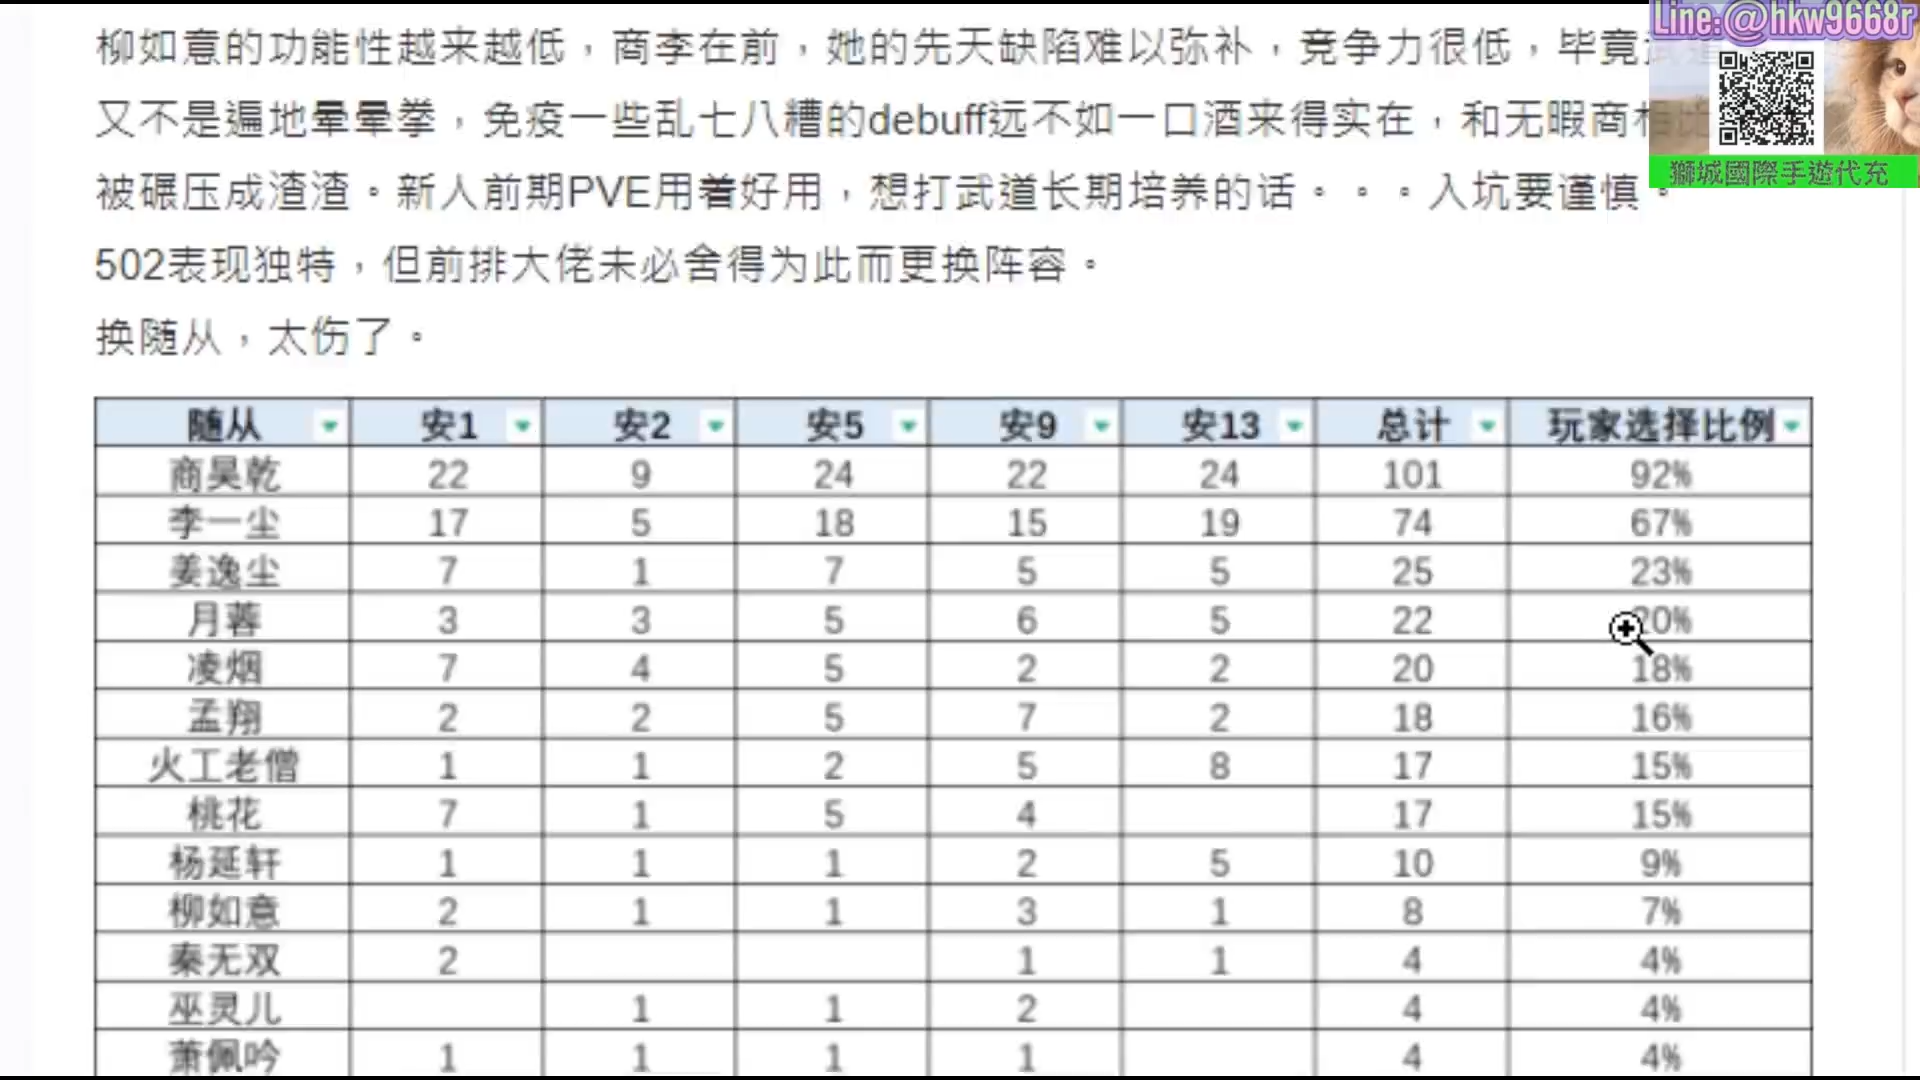 Line:@hkw9668r
柳如意的功能性越来越低，商李在前，她的先天缺陷难以弥补，竞争力很低，毕竟武道
又不是遍地晕晕拳，免疫一些乱七八糟的debuff远不如一口酒来得实在，和无暇商相比
被碾压成渣渣。新人前期PVE用着好用，想打武道长期培养的话。。。入坑要谨慎。
獅城國際手遊代充
502表现独特，但前排大佬未必舍得为此而更换阵容。
换随从，太伤了。
随从 安1 安2 安5 安9 安13 总计 玩家选择比例
商昊乾 22 9 24 22 24 101 92%
李一尘 17 5 18 15 19 74 67%
姜逸尘 7 1 7 5 5 25 23%
月蓉 3 3 5 6 5 22 20%
凌烟 7 4 5 2 2 20 18%
孟翔 2 2 5 7 2 18 16%
火工老僧 1 1 2 5 8 17 15%
桃花 7 1 5 4 17 15%
杨延轩 1 1 1 2 5 10 9%
柳如意 2 1 1 3 1 8 7%
秦无双 2 1 1 4 4%
巫灵儿 1 1 2 4 4%
萧佩吟 1 1 1 1 4 4%